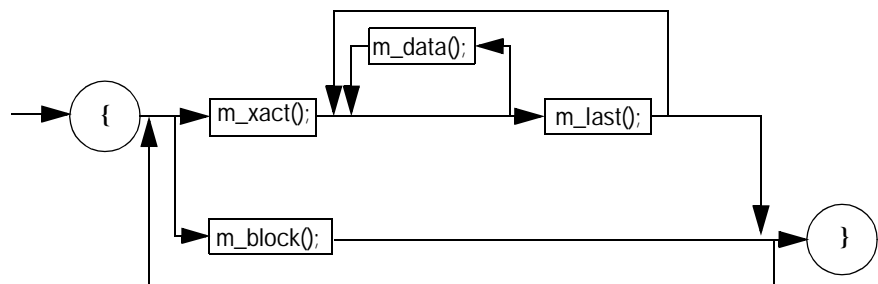 m_data();
{
m_xact();
m_last();
m_block();
}